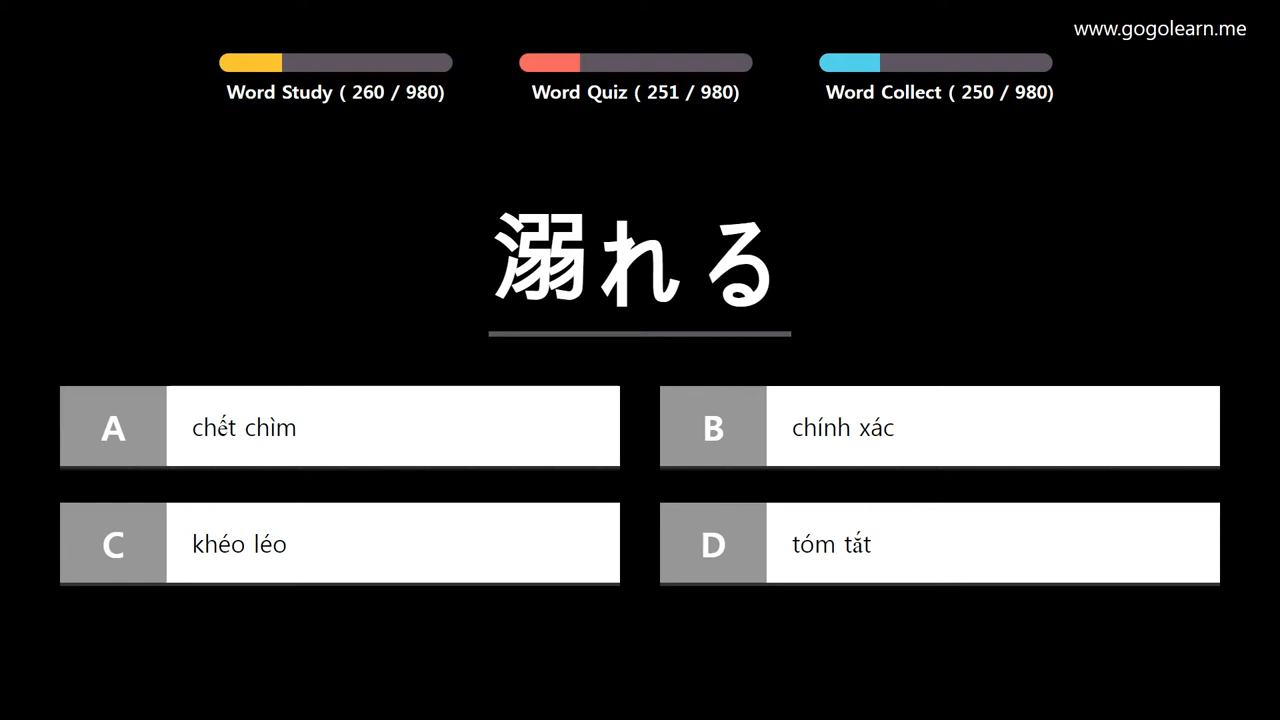 www.gogolearn.me
Word Study ( 260 / 980)
Word Quiz ( 251 / 980)
Word Collect ( 250 / 980)
溺れる
A
chết chìm
B
chính xác
C
khéo léo
D
tóm tắt